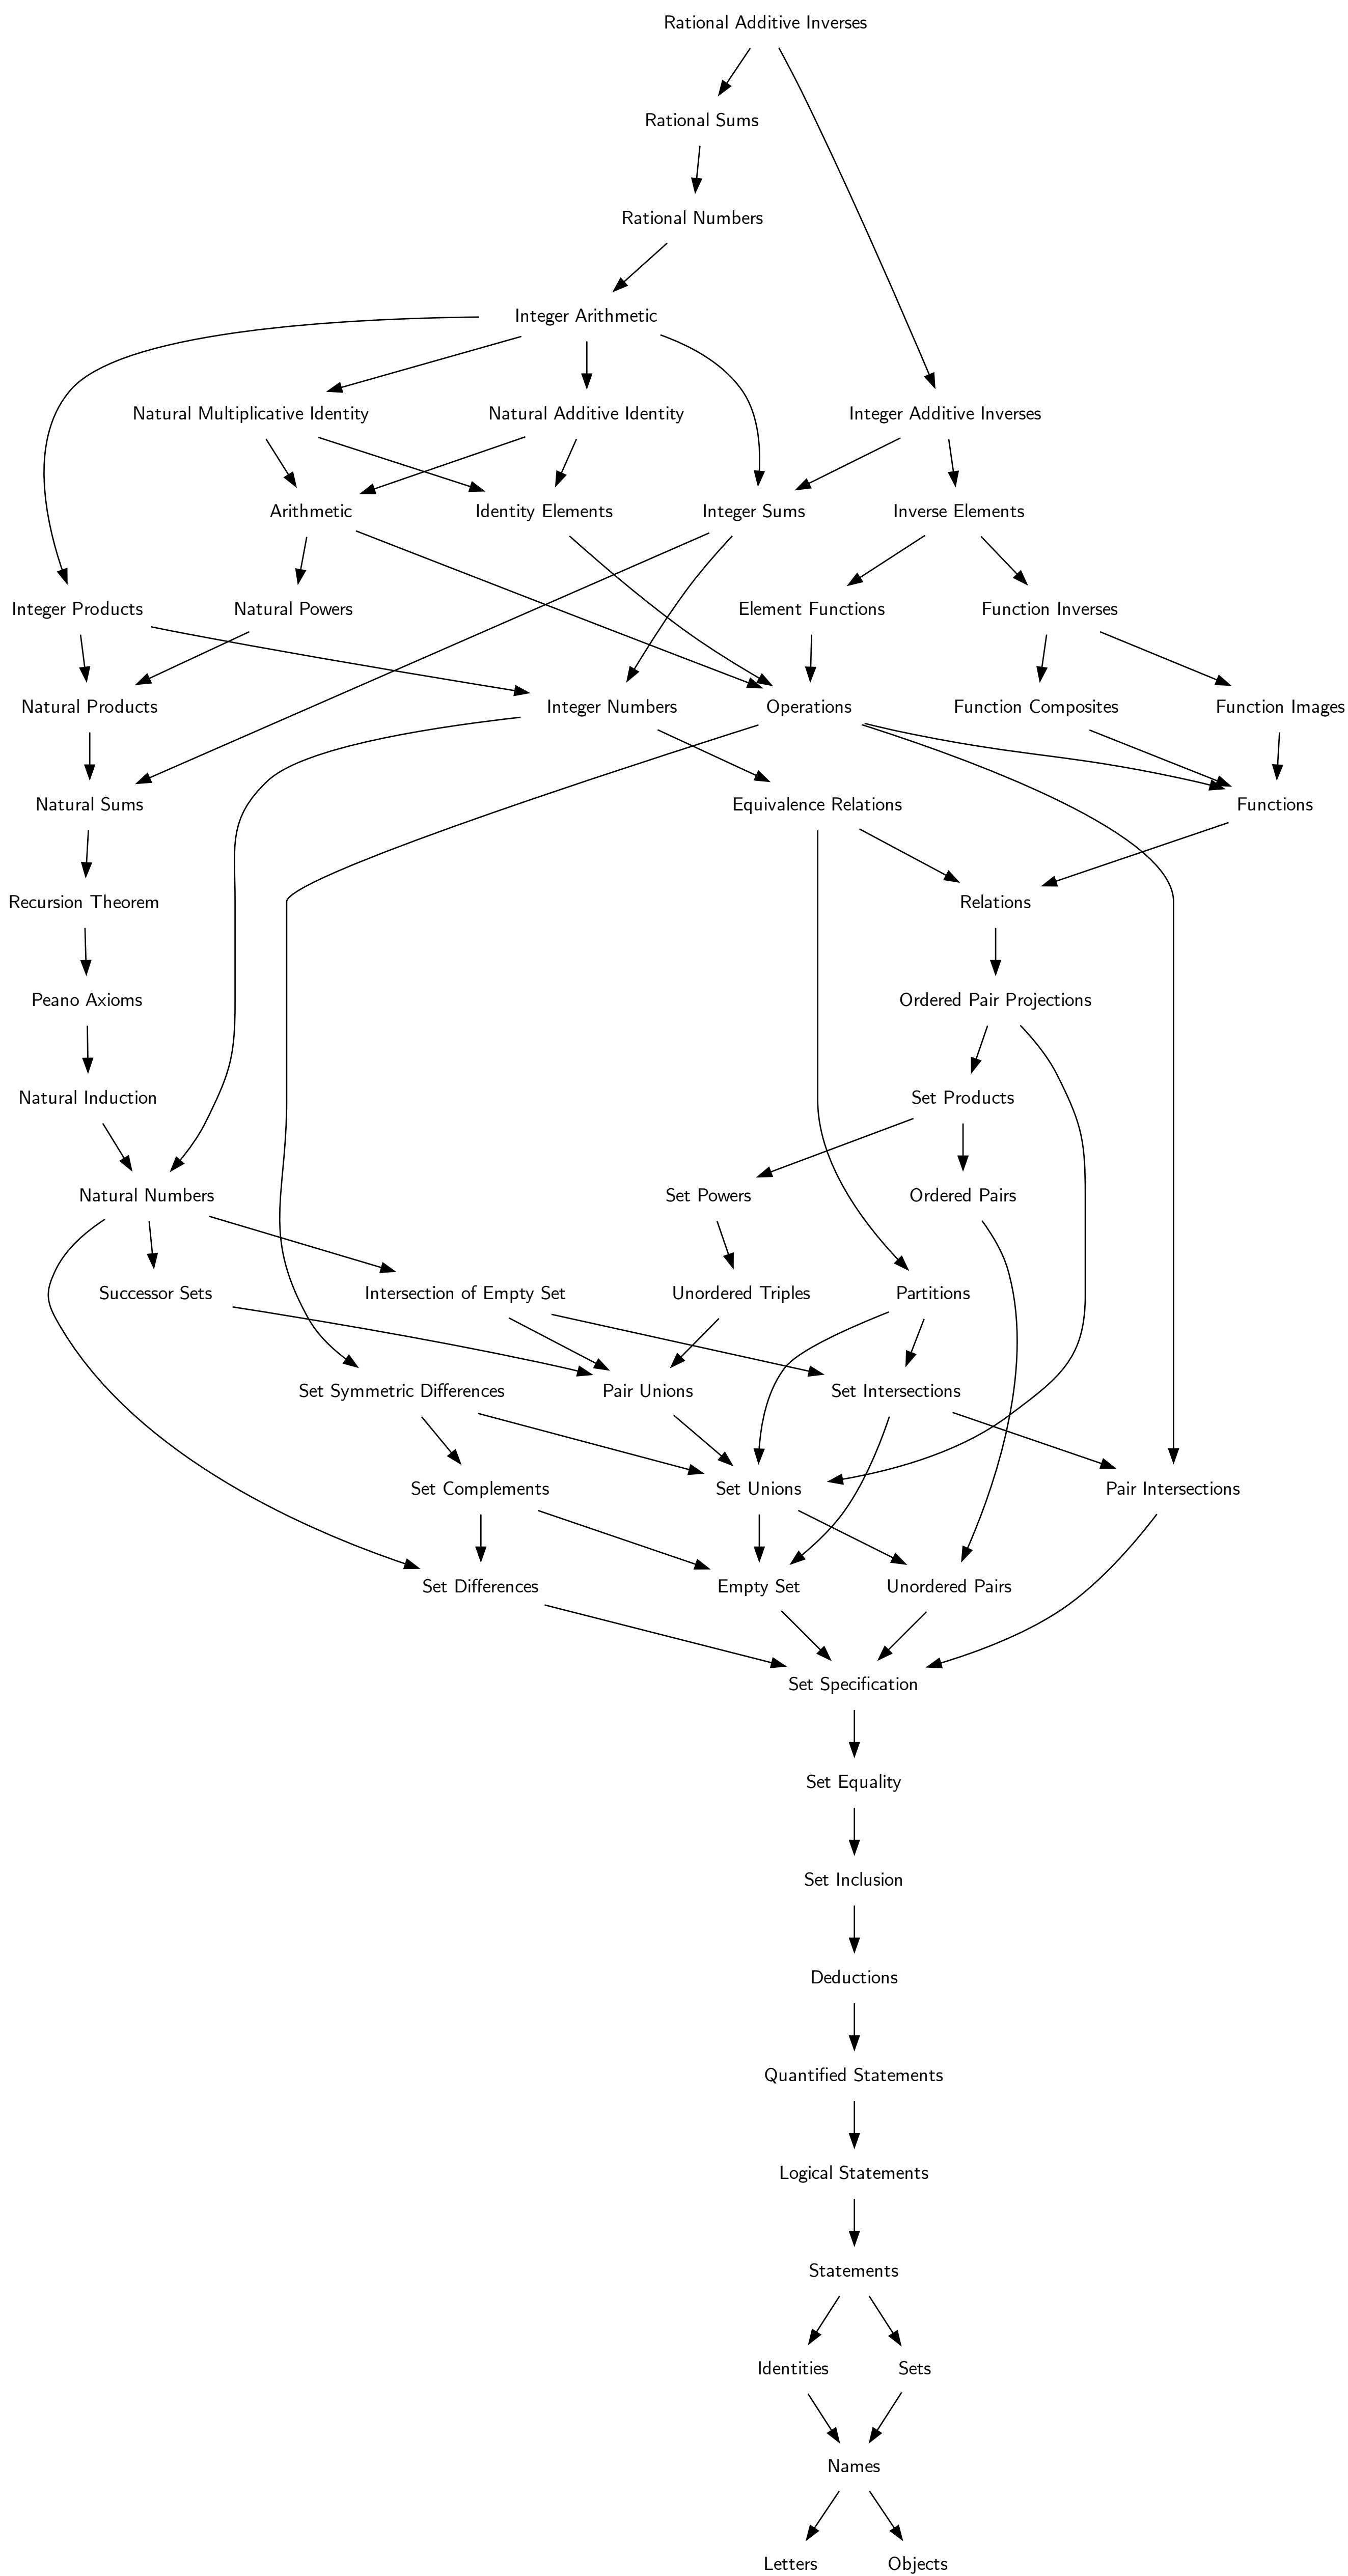 Rational Additive Inverses
Rational Sums
Rational Numbers
Integer Arithmetic
Natural Multiplicative Identity
Natural Additive Identity
Integer Additive Inverses
Arithmetic
Identity Elements
Integer Sums
Inverse Elements
Integer Products
Natural Powers
Element Functions
Function Inverses
Natural Products
Integer Numbers
Operations
Function Composites
Function Images
Natural Sums
Equivalence Relations
Functions
Recursion Theorem
Relations
Peano Axioms
Ordered Pair Projections
Natural Induction
Set Products
Natural Numbers
Set Powers
Ordered Pairs
Successor Sets
Intersection of Empty Set
Unordered Triples
Partitions
Set Symmetric Differences
Pair Unions
Set Intersections
Set Complements
Set Unions
Pair Intersections
Set Differences
Empty Set
Unordered Pairs
Set Specification
Set Equality
Set Inclusion
Deductions
Quantified Statements
Logical Statements
Statements
Identities
Sets
Names
Letters
Objects